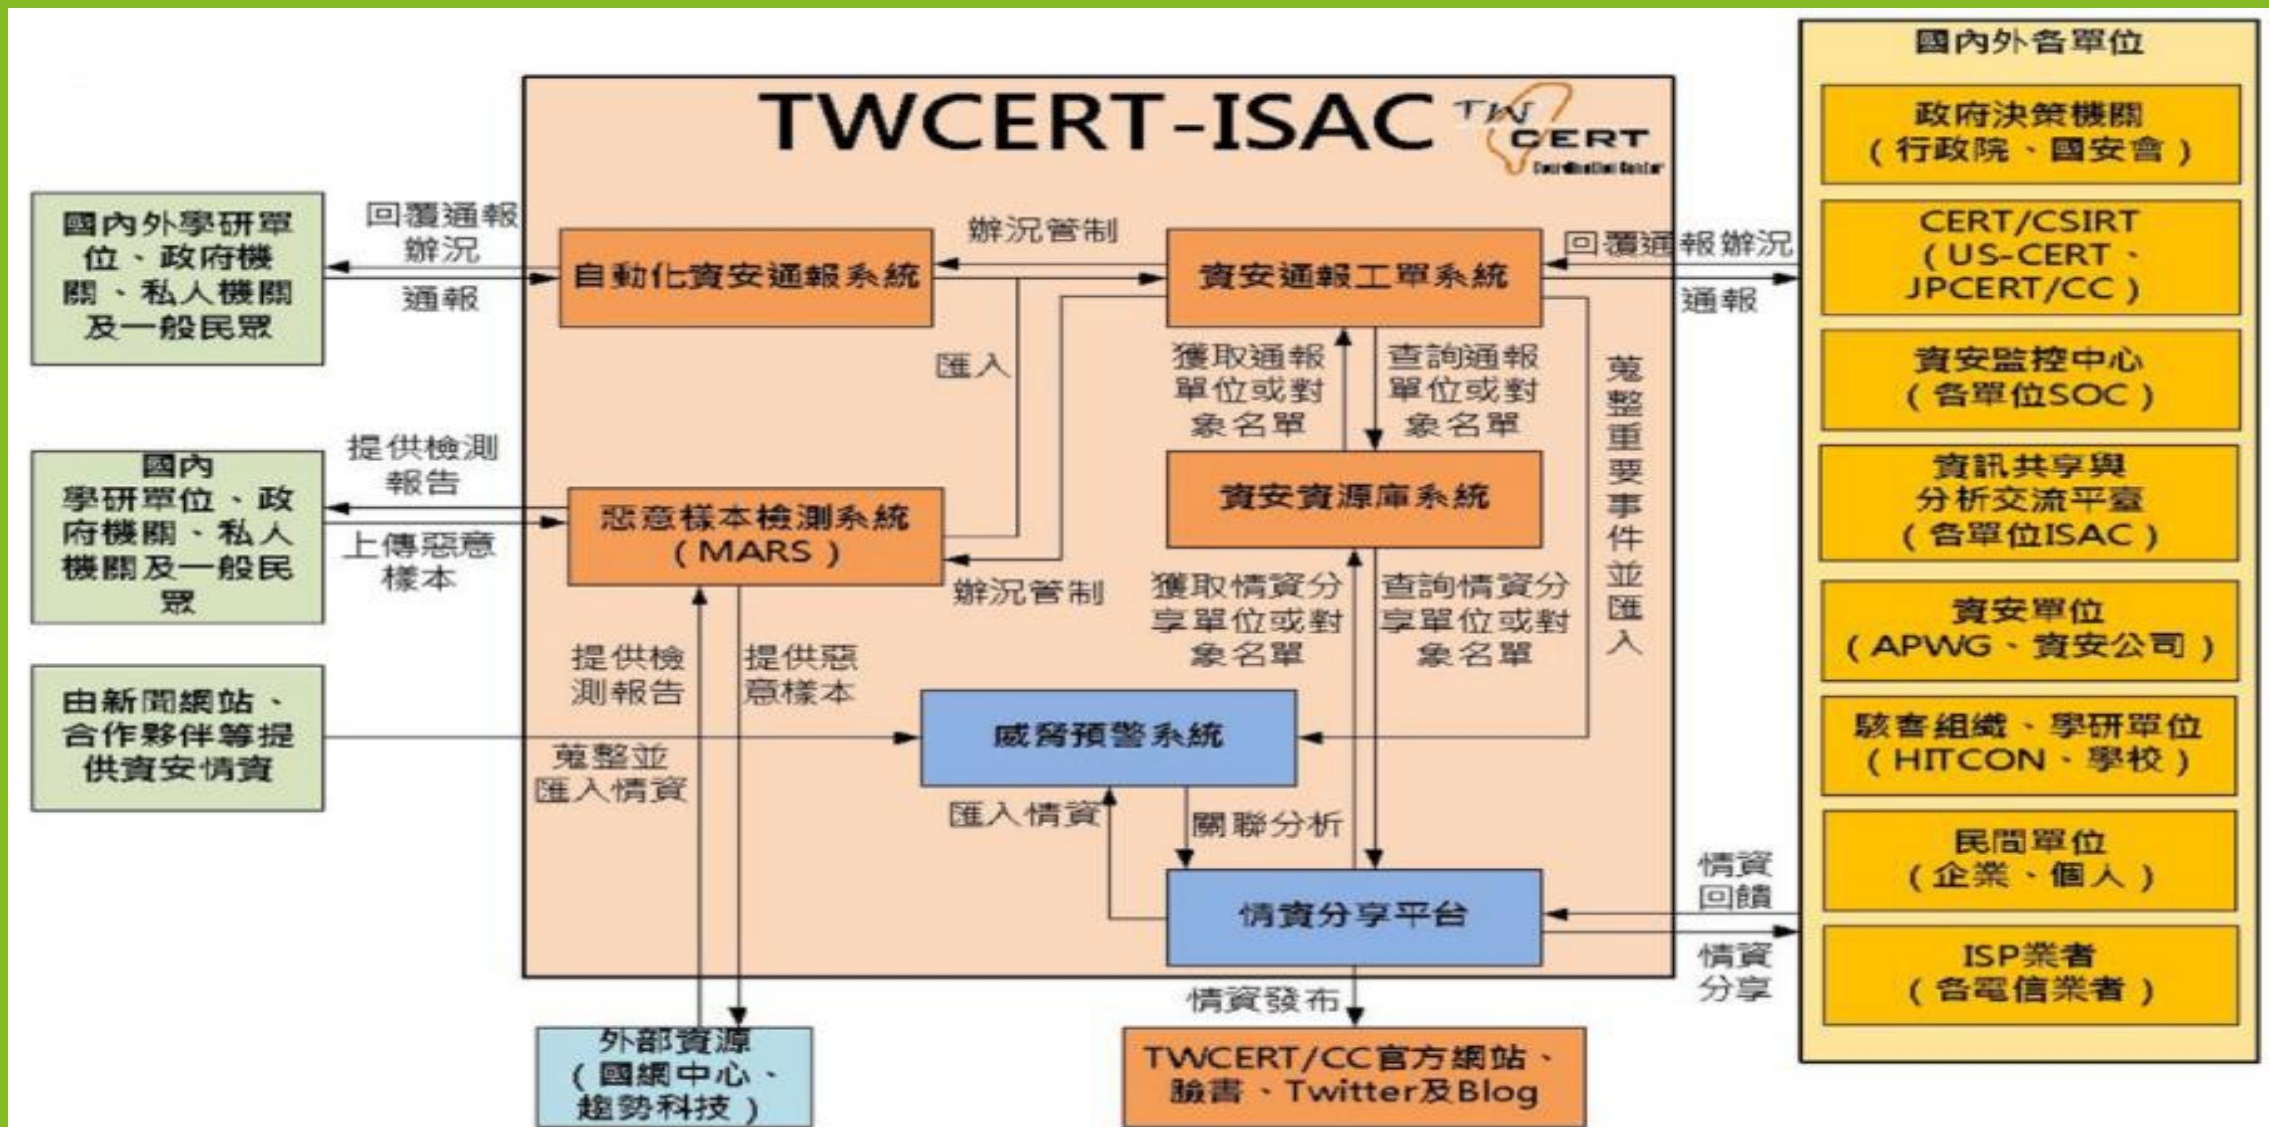 TWCERT-ISAC
TW
CERT
Coordination Center
國內外學研單
位、政府機
關、私人機關
及一般民眾
回覆通報
辦況
通報
自動化資安通報系統
辦況管制
匯入
資安通報工單系統
回覆通報辦況
通報
獲取通報
單位或對
象名單
查詢通報
單位或對
象名單
蒐整重要事件並匯入
國內
學研單位、政
府機關、私人
機關及一般民
眾
提供檢測
報告
上傳惡意
樣本
惡意樣本檢測系統
(MARS)
辦況管制
資安資源庫系統
獲取情資分
享單位或對
象名單
查詢情資分
享單位或對
象名單
提供檢
測報告
提供惡
意樣本
由新聞網站、
合作夥伴等提
供資安情資
蒐整並
匯入情資
威脅預警系統
匯入情資
關聯分析
情資分享平台
情資
回饋
情資
分享
情資發布
外部資源
(國網中心、
趨勢科技)
TWCERT/CC官方網站、
臉書、Twitter及Blog
國內外各單位
政府決策機關
(行政院、國安會)
CERT/CSIRT
(US-CERT、
JPCERT/CC)
資安監控中心
(各單位SOC)
資訊共享與
分析交流平臺
(各單位ISAC)
資安單位
(APWG、資安公司)
駭客組織、學研單位
(HITCON、學校)
民間單位
(企業、個人)
ISP業者
(各電信業者)